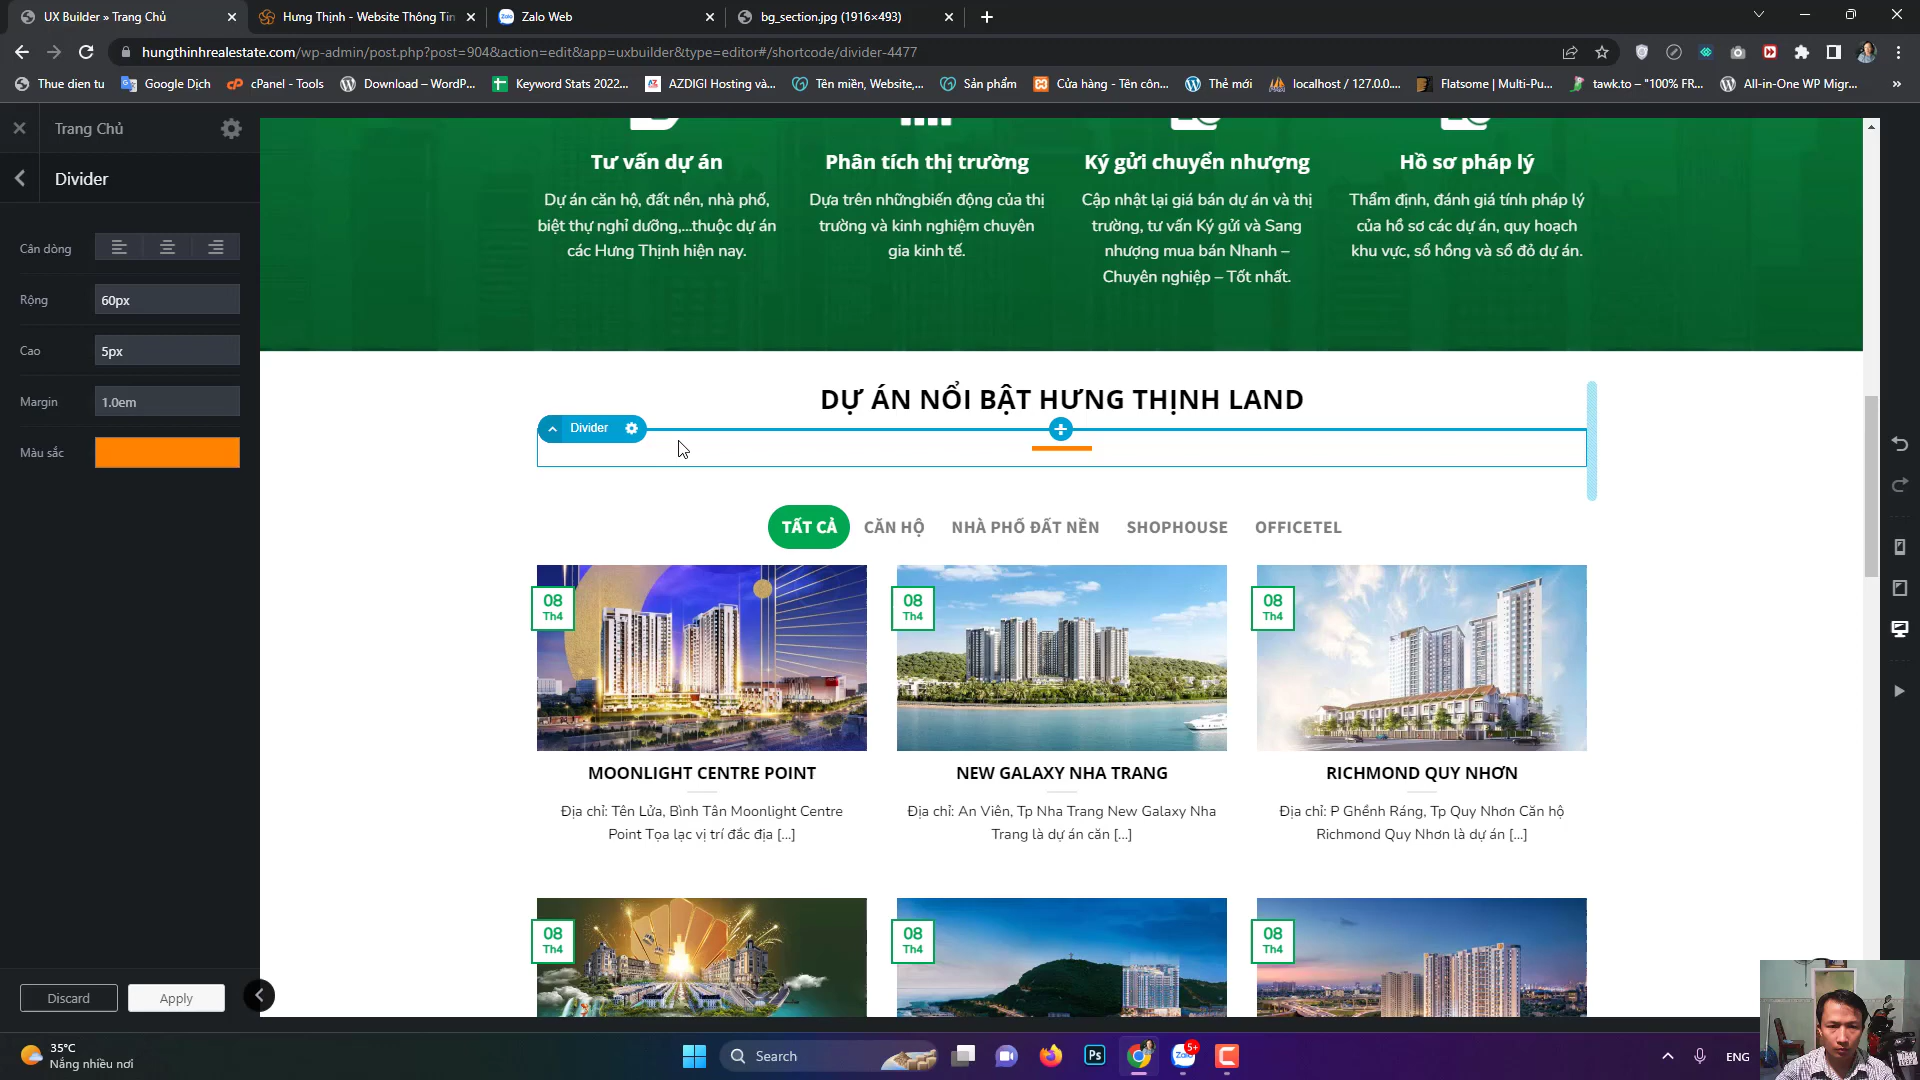 UX Builder » Trang Chủ
Hưng Thịnh - Website Thông Tin
Zalo Web
bg_section.jpg (1916×493)
hungthinhrealestate.com/wp-admin/post.php?post=904&action=edit&app=uxbuilder&type=editor#/shortcode/divider-4477
Thue dien tu
Google Dịch
cPanel - Tools
Download – WordP...
Keyword Stats 2022...
AZDIGI Hosting và...
Tên miền, Website,...
Sản phẩm
Cửa hàng - Tên côn...
Thẻ mới
localhost / 127.0.0....
Flatsome | Multi-Pu...
tawk.to – "100% FR...
All-in-One WP Migr...
»
Trang Chủ
Divider
Cân dòng
Rộng
60px
Cao
5px
Margin
1.0em
Màu sắc
Discard
Apply
Tư vấn dự án
Dự án căn hộ, đất nền, nhà phố,
biệt thự nghỉ dưỡng,...thuộc dự án
các Hưng Thịnh hiện nay.
Phân tích thị trường
Dựa trên nhữngbiến động của thị
trường và kinh nghiệm chuyên
gia kinh tế.
Ký gửi chuyển nhượng
Cập nhật lại giá bán dự án và thị
trường, tư vấn Ký gửi và Sang
nhượng mua bán Nhanh –
Chuyên nghiệp – Tốt nhất.
Hồ sơ pháp lý
Thẩm định, đánh giá tính pháp lý
của hồ sơ các dự án, quy hoạch
khu vực, sổ hồng và sổ đỏ dự án.
DỰ ÁN NỔI BẬT HƯNG THỊNH LAND
Divider
TẤT CẢ
CĂN HỘ
NHÀ PHỐ ĐẤT NỀN
SHOPHOUSE
OFFICETEL
08
Th4
08
Th4
08
Th4
MOONLIGHT CENTRE POINT
Địa chỉ: Tên Lửa, Bình Tân Moonlight Centre
Point Tọa lạc vị trí đắc địa [...]
NEW GALAXY NHA TRANG
Địa chỉ: An Viên, Tp Nha Trang New Galaxy Nha
Trang là dự án căn [...]
RICHMOND QUY NHƠN
Địa chỉ: P Ghềnh Ráng, Tp Quy Nhơn Căn hộ
Richmond Quy Nhơn là dự án [...]
08
Th4
08
Th4
08
Th4
35°C
Nắng nhiều nơi
Search
Ps
Zalo
5+
ENG